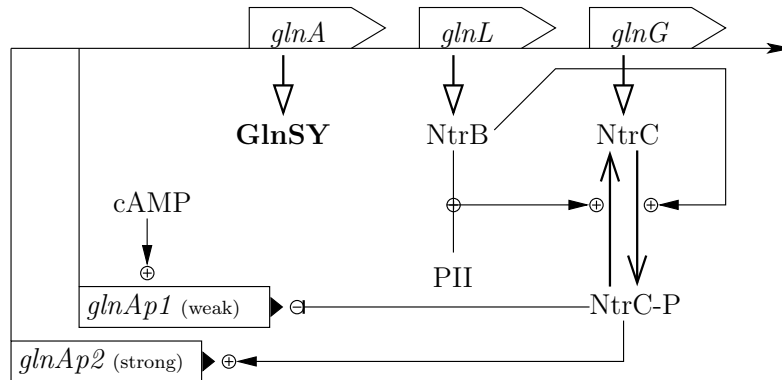 glnA glnL glnG
GlnSY NtrB NtrC
cAMP
PII
glnAp1 (weak) NtrC-P
glnAp2 (strong)